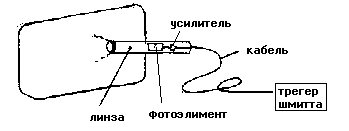 усилитель
кабель
линза
фотоэлимент
трегер
шмитта